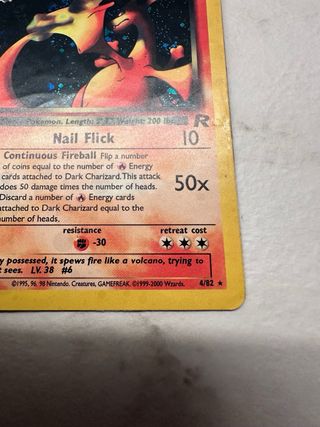 Pokemon. Length: Weight: 200 lbs. R
Nail Flick 10
Continuous Fireball Flip a number
of coins equal to the number of Energy
cards attached to Dark Charizard. This attack
does 50 damage times the number of heads.
Discard a number of Energy cards
attached to Dark Charizard equal to the
number of heads.
50x
resistance retreat cost
-30
y possessed, it spews fire like a volcano, trying to
t sees. LV. 38 #6
©1995, 96, 98 Nintendo, Creatures, GAMEFREAK. ©1999-2000 Wizards. 4/82 ★